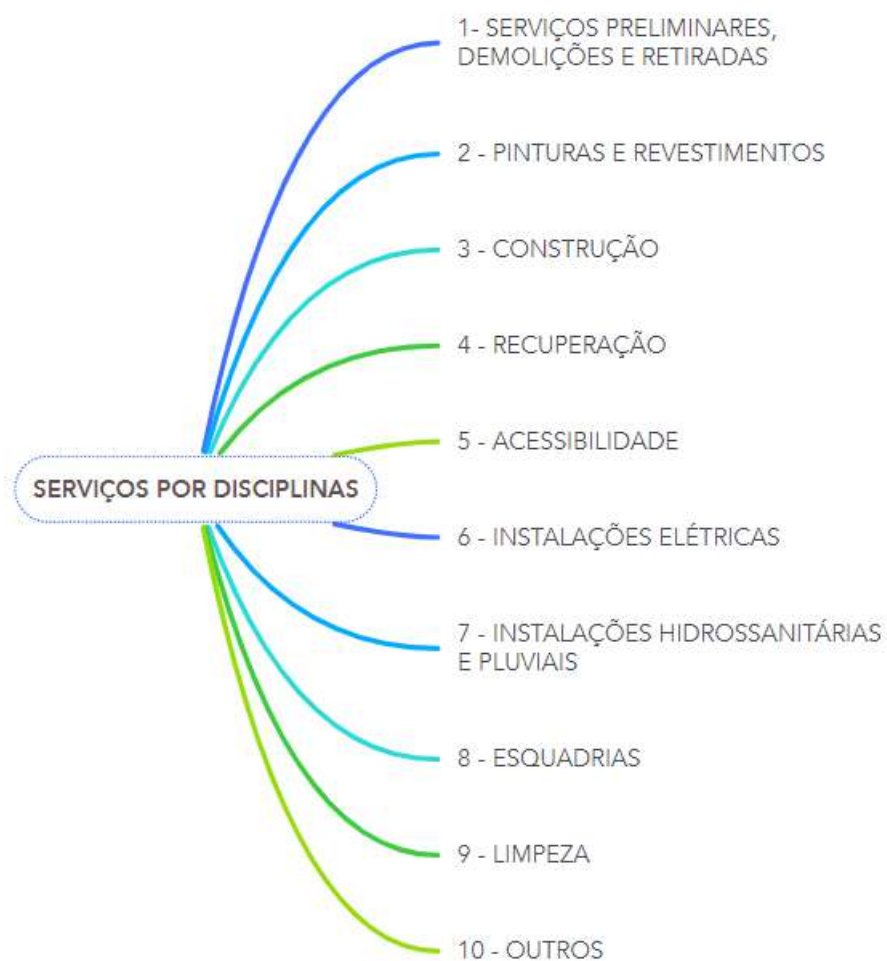 1- SERVIÇOS PRELIMINARES,
DEMOLIÇÕES E RETIRADAS
2 - PINTURAS E REVESTIMENTOS
3 - CONSTRUÇÃO
4 - RECUPERAÇÃO
5 - ACESSIBILIDADE
SERVIÇOS POR DISCIPLINAS
6 - INSTALAÇÕES ELÉTRICAS
7 - INSTALAÇÕES HIDROSSANITÁRIAS
E PLUVIAIS
8 - ESQUADRIAS
9 - LIMPEZA
10 - OUTROS